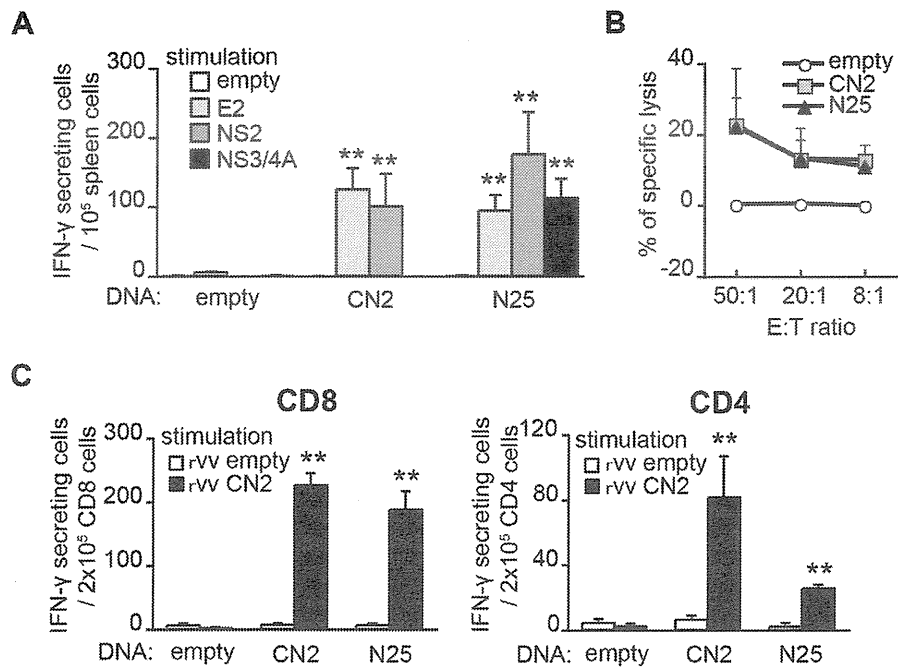 A
stimulation
empty
E2
NS2
NS3/4A
300
200
100
0
IFN-γ secreting cells
/ 10⁵ spleen cells
** ** ** ** **
DNA: empty CN2 N25
B
empty
CN2
N25
40
20
0
-20
% of specific lysis
50:1 20:1 8:1
E:T ratio
C
CD8
stimulation
rVV empty
rVV CN2
300
200
100
0
IFN-γ secreting cells
/ 2x10⁵ CD8 cells
** **
DNA: empty CN2 N25
CD4
stimulation
rVV empty
rVV CN2
120
80
40
0
IFN-γ secreting cells
/ 2x10⁵ CD4 cells
** **
DNA: empty CN2 N25